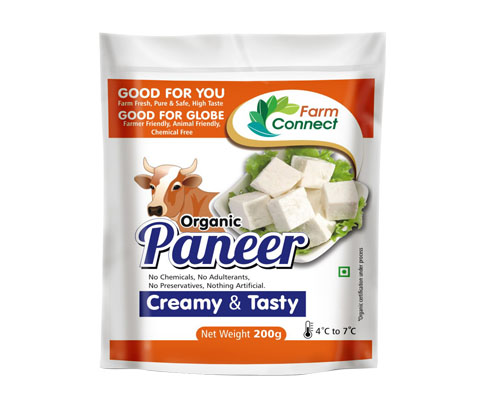 GOOD FOR YOU
Farm Fresh, Pure & Safe, High Taste
GOOD FOR GLOBE
Farmer Friendly, Animal Friendly,
Chemical Free
Farm
Connect
Organic
Paneer
No Chemicals, No Adulterants,
No Preservatives, Nothing Artificial.
Creamy & Tasty
Net Weight 200g
4°C to 7°C
*Organic certification under process